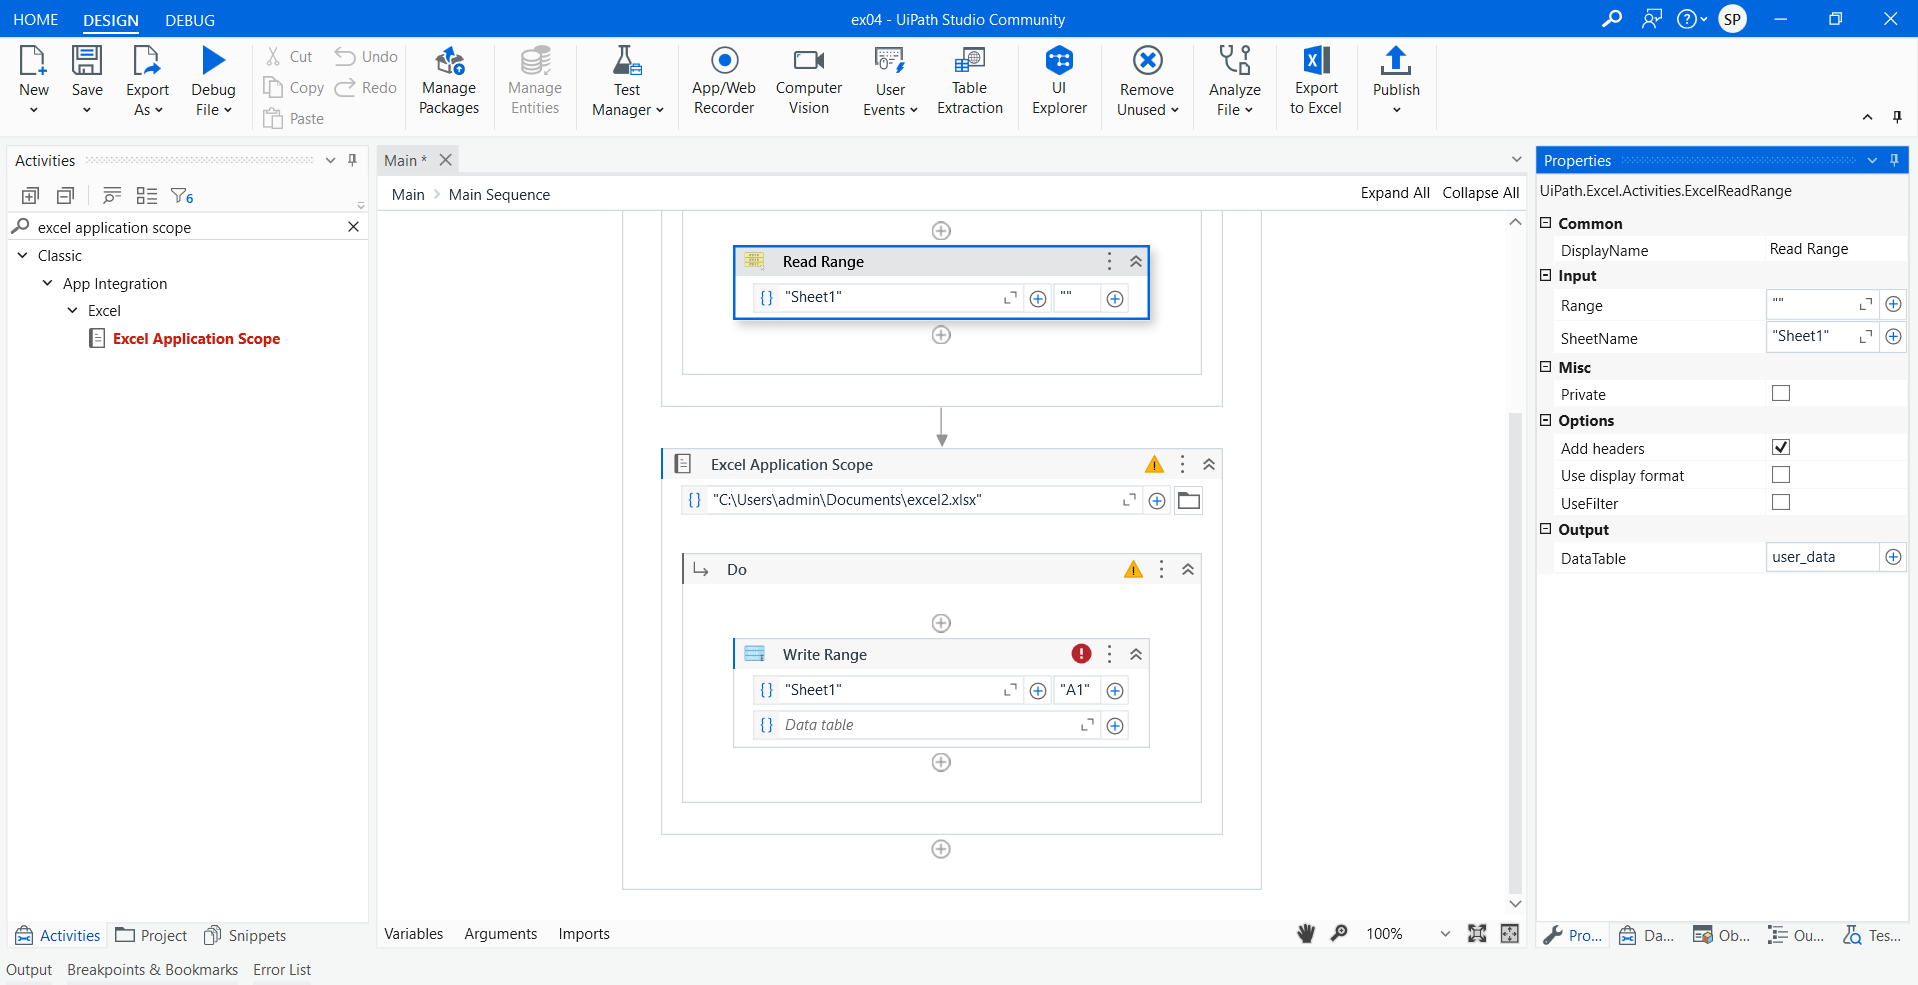 HOME DESIGN DEBUG ex04 - UiPath Studio Community SP
New Save Export As Debug File Cut Copy Paste Undo Redo Manage Packages Manage Entities Test Manager App/Web Recorder Computer Vision User Events Table Extraction UI Explorer Remove Unused Analyze File Export to Excel Publish
Activities
6
excel application scope
Classic
App Integration
Excel
Excel Application Scope
Activities Project Snippets
Main *
Main > Main Sequence Expand All Collapse All
Read Range
{} "Sheet1" ""
Excel Application Scope
{} "C:\Users\admin\Documents\excel2.xlsx"
Do
Write Range
{} "Sheet1" "A1"
{} Data table
Variables Arguments Imports 100%
Properties
UiPath.Excel.Activities.ExcelReadRange
Common
DisplayName Read Range
Input
Range ""
SheetName "Sheet1"
Misc
Private
Options
Add headers
Use display format
UseFilter
Output
DataTable user_data
Pro... Da... Ob... Ou... Tes...
Output Breakpoints & Bookmarks Error List